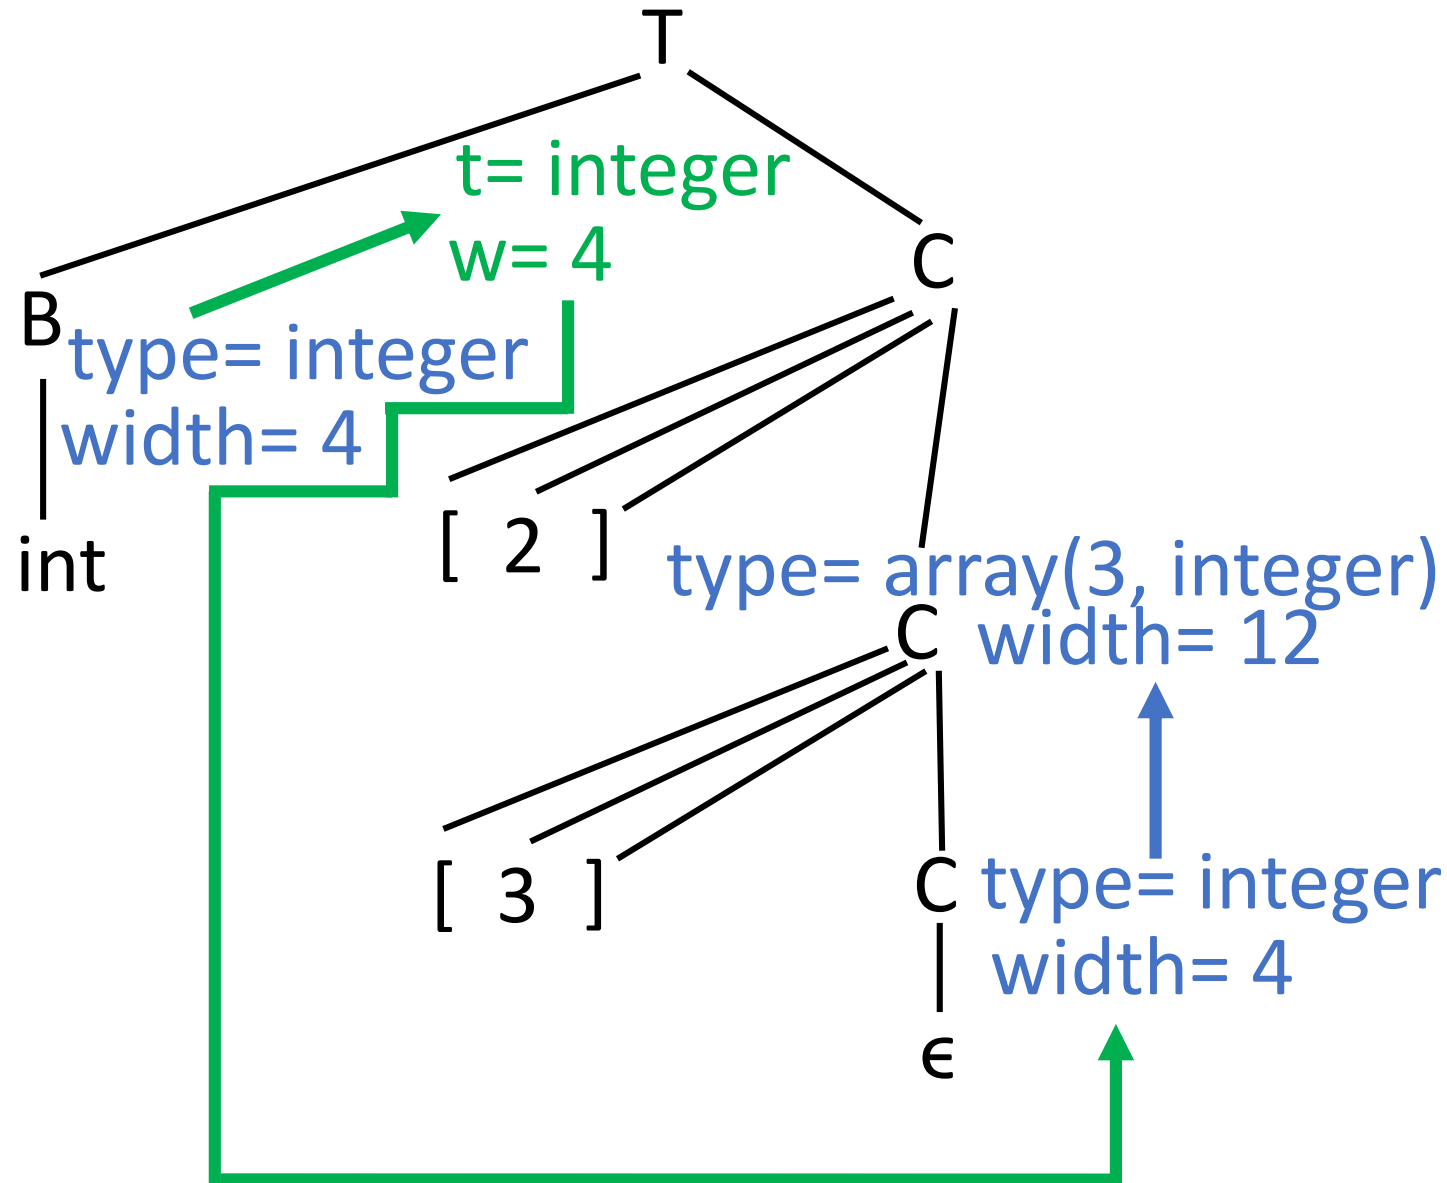 T
t= integer
w= 4
C
B
type= integer
width= 4
int
[ 2 ]
type= array(3, integer)
C
width= 12
[ 3 ]
C
type= integer
width= 4
ϵ